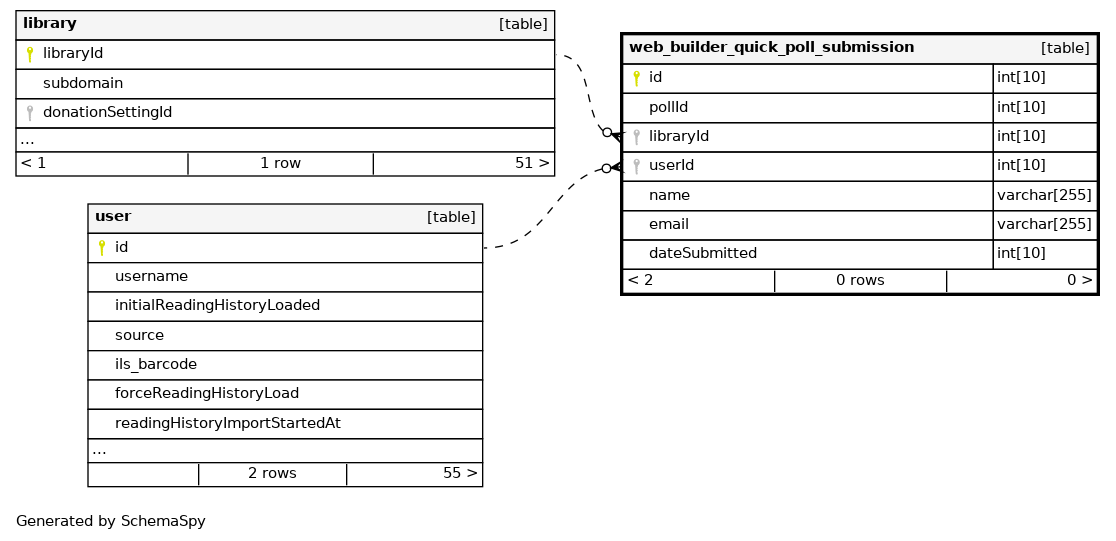 library [table]
libraryId
subdomain
donationSettingId
...
< 1 1 row 51 >
web_builder_quick_poll_submission [table]
id int[10]
pollId int[10]
libraryId int[10]
userId int[10]
name varchar[255]
email varchar[255]
dateSubmitted int[10]
< 2 0 rows 0 >
user [table]
id
username
initialReadingHistoryLoaded
source
ils_barcode
forceReadingHistoryLoad
readingHistoryImportStartedAt
...
2 rows 55 >
Generated by SchemaSpy